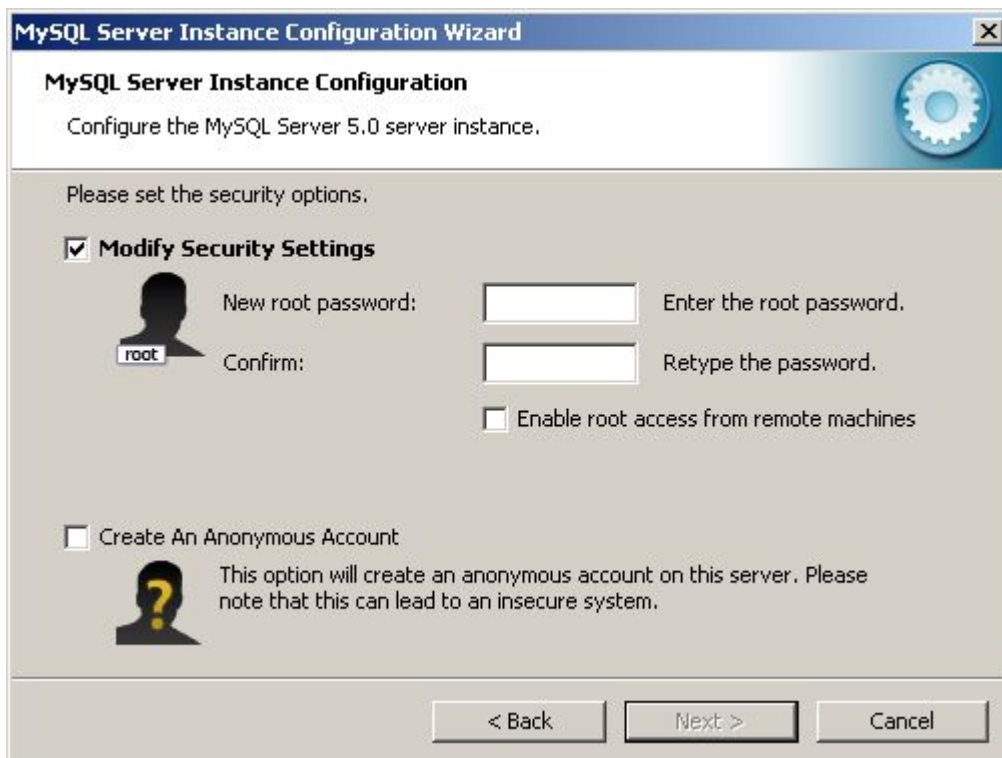 MySQL Server Instance Configuration Wizard
MySQL Server Instance Configuration
Configure the MySQL Server 5.0 server instance.
Please set the security options.
Modify Security Settings
New root password:
Enter the root password.
root
Confirm:
Retype the password.
Enable root access from remote machines
Create An Anonymous Account
?
This option will create an anonymous account on this server. Please
note that this can lead to an insecure system.
< Back
Next >
Cancel